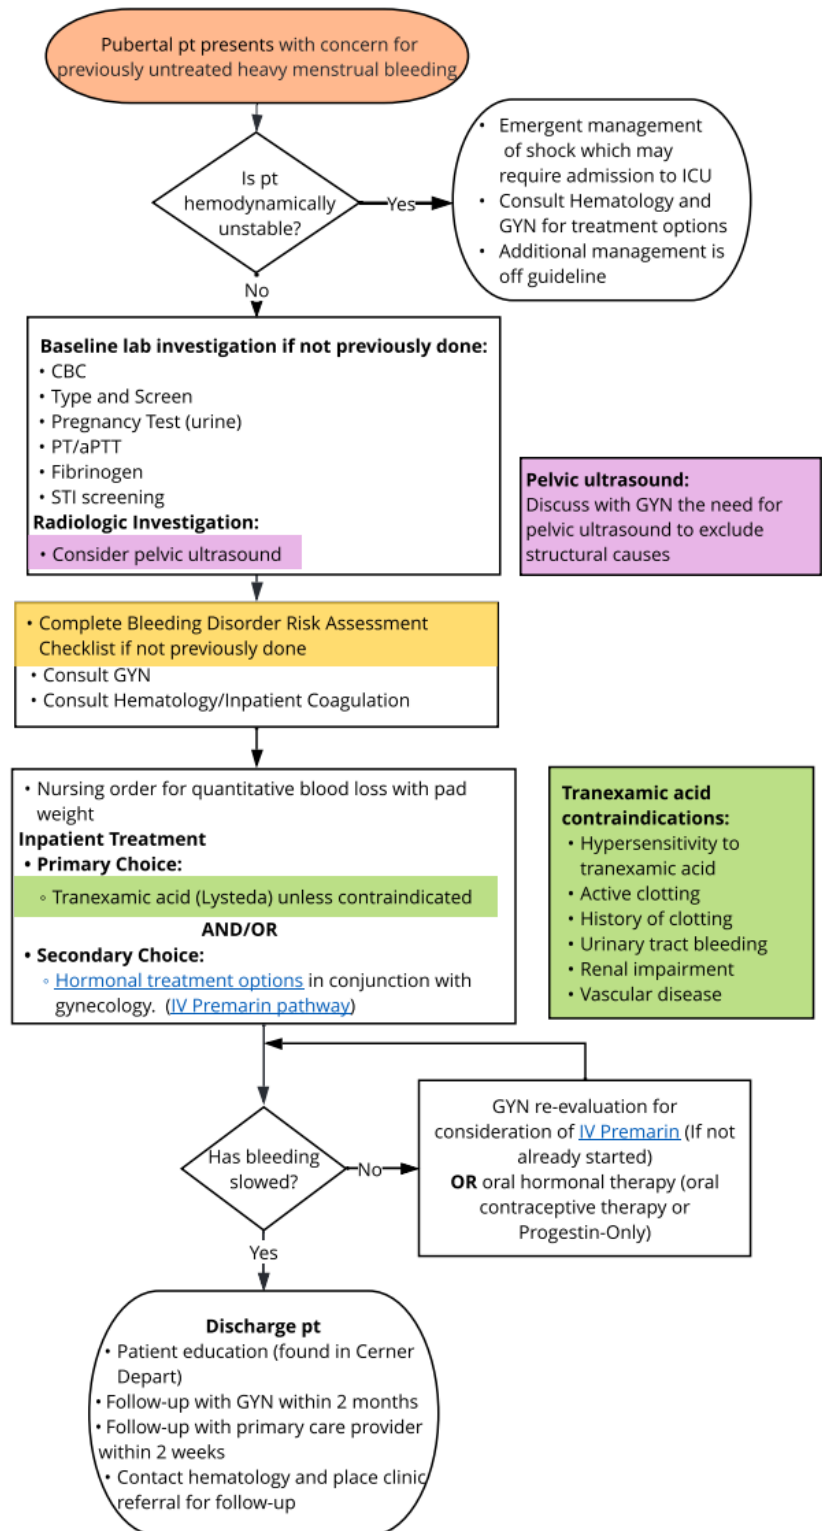 Pubertal pt presents with concern for
previously untreated heavy menstrual bleeding
Is pt
hemodynamically
unstable?
Yes
• Emergent management
of shock which may
require admission to ICU
• Consult Hematology and
GYN for treatment options
• Additional management is
off guideline
No
Baseline lab investigation if not previously done:
• CBC
• Type and Screen
• Pregnancy Test (urine)
• PT/aPTT
• Fibrinogen
• STI screening
Radiologic Investigation:
• Consider pelvic ultrasound
Pelvic ultrasound:
Discuss with GYN the need for
pelvic ultrasound to exclude
structural causes
• Complete Bleeding Disorder Risk Assessment
Checklist if not previously done
• Consult GYN
• Consult Hematology/Inpatient Coagulation
• Nursing order for quantitative blood loss with pad
weight
Inpatient Treatment
• Primary Choice:
◦ Tranexamic acid (Lysteda) unless contraindicated
AND/OR
• Secondary Choice:
◦ Hormonal treatment options in conjunction with
gynecology. (IV Premarin pathway)
Tranexamic acid
contraindications:
• Hypersensitivity to
tranexamic acid
• Active clotting
• History of clotting
• Urinary tract bleeding
• Renal impairment
• Vascular disease
Has bleeding
slowed?
No
GYN re-evaluation for
consideration of IV Premarin (If not
already started)
OR oral hormonal therapy (oral
contraceptive therapy or
Progestin-Only)
Yes
Discharge pt
• Patient education (found in Cerner
Depart)
• Follow-up with GYN within 2 months
• Follow-up with primary care provider
within 2 weeks
• Contact hematology and place clinic
referral for follow-up